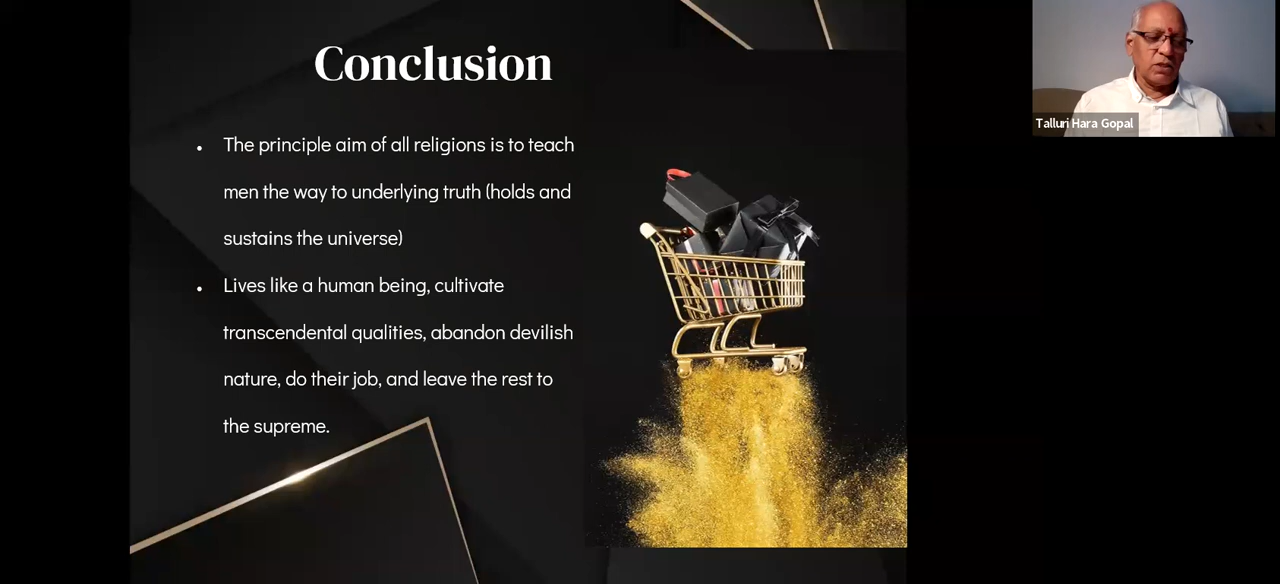 Conclusion
The principle aim of all religions is to teach
men the way to underlying truth (holds and
sustains the universe)
Lives like a human being, cultivate
transcendental qualities, abandon devilish
nature, do their job, and leave the rest to
the supreme.
Talluri Hara Gopal